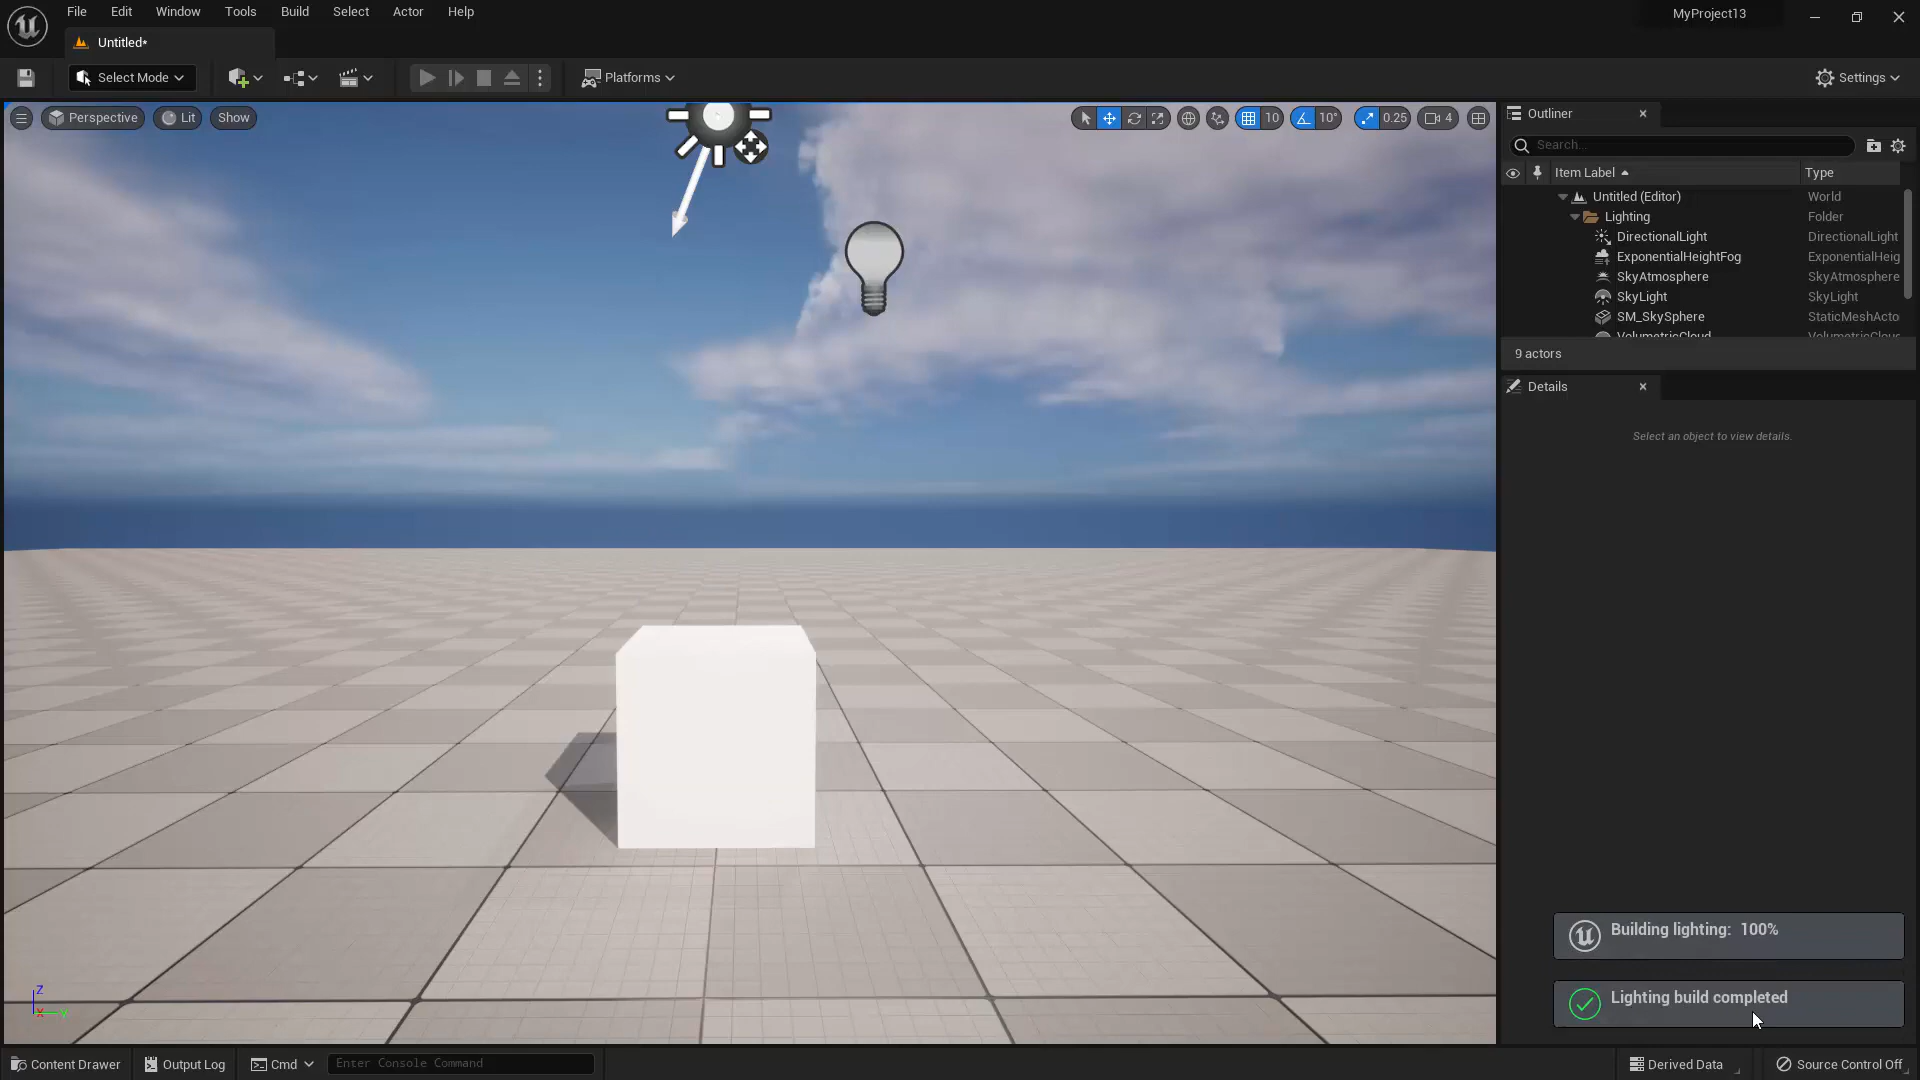 File Edit Window Tools Build Select Actor Help
MyProject13
Untitled*
Select Mode
Platforms
Settings
Perspective Lit Show
10 10° 0.25 4
Outliner
Search...
Item Label Type
Untitled (Editor) World
Lighting Folder
DirectionalLight DirectionalLight
ExponentialHeightFog ExponentialHeig
SkyAtmosphere SkyAtmosphere
SkyLight SkyLight
SM_SkySphere StaticMeshActo
VolumetricCloud VolumetricClou
9 actors
Details
Select an object to view details.
Building lighting: 100%
Lighting build completed
Z
X Y
Content Drawer Output Log Cmd Enter Console Command Derived Data Source Control Off